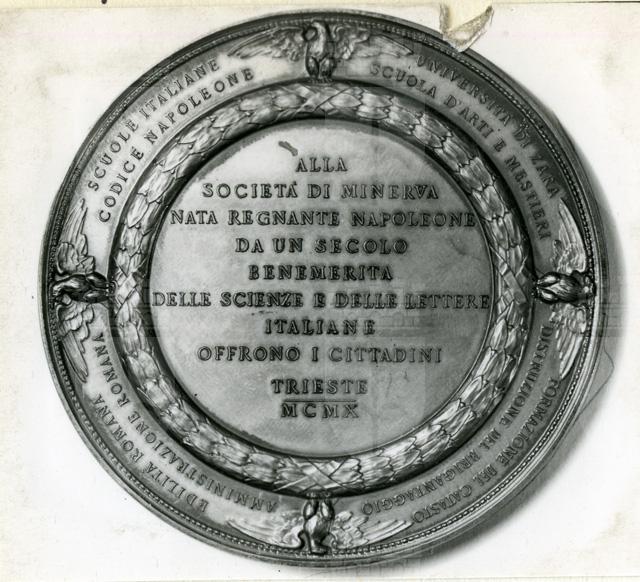 ALLA
SOCIETÁ DI MINERVA
NATA REGNANTE NAPOLEONE
DA UN SECOLO
BENEMERITA
DELLE SCIENZE E DELLE LETTERE
ITALIANE
OFFRONO I CITTADINI
TRIESTE
MCMX
SCUOLE ITALIANE
CODICE NAPOLEONE
UNIVERSITÀ DI ZARA
SCUOLA D'ARTI E MESTIERI
FORMAZIONE DEL CATASTO
DISTRUZIONE DEL BRIGANTAGGIO
EDILITÀ ROMANA
AMMINISTRAZIONE ROMANA